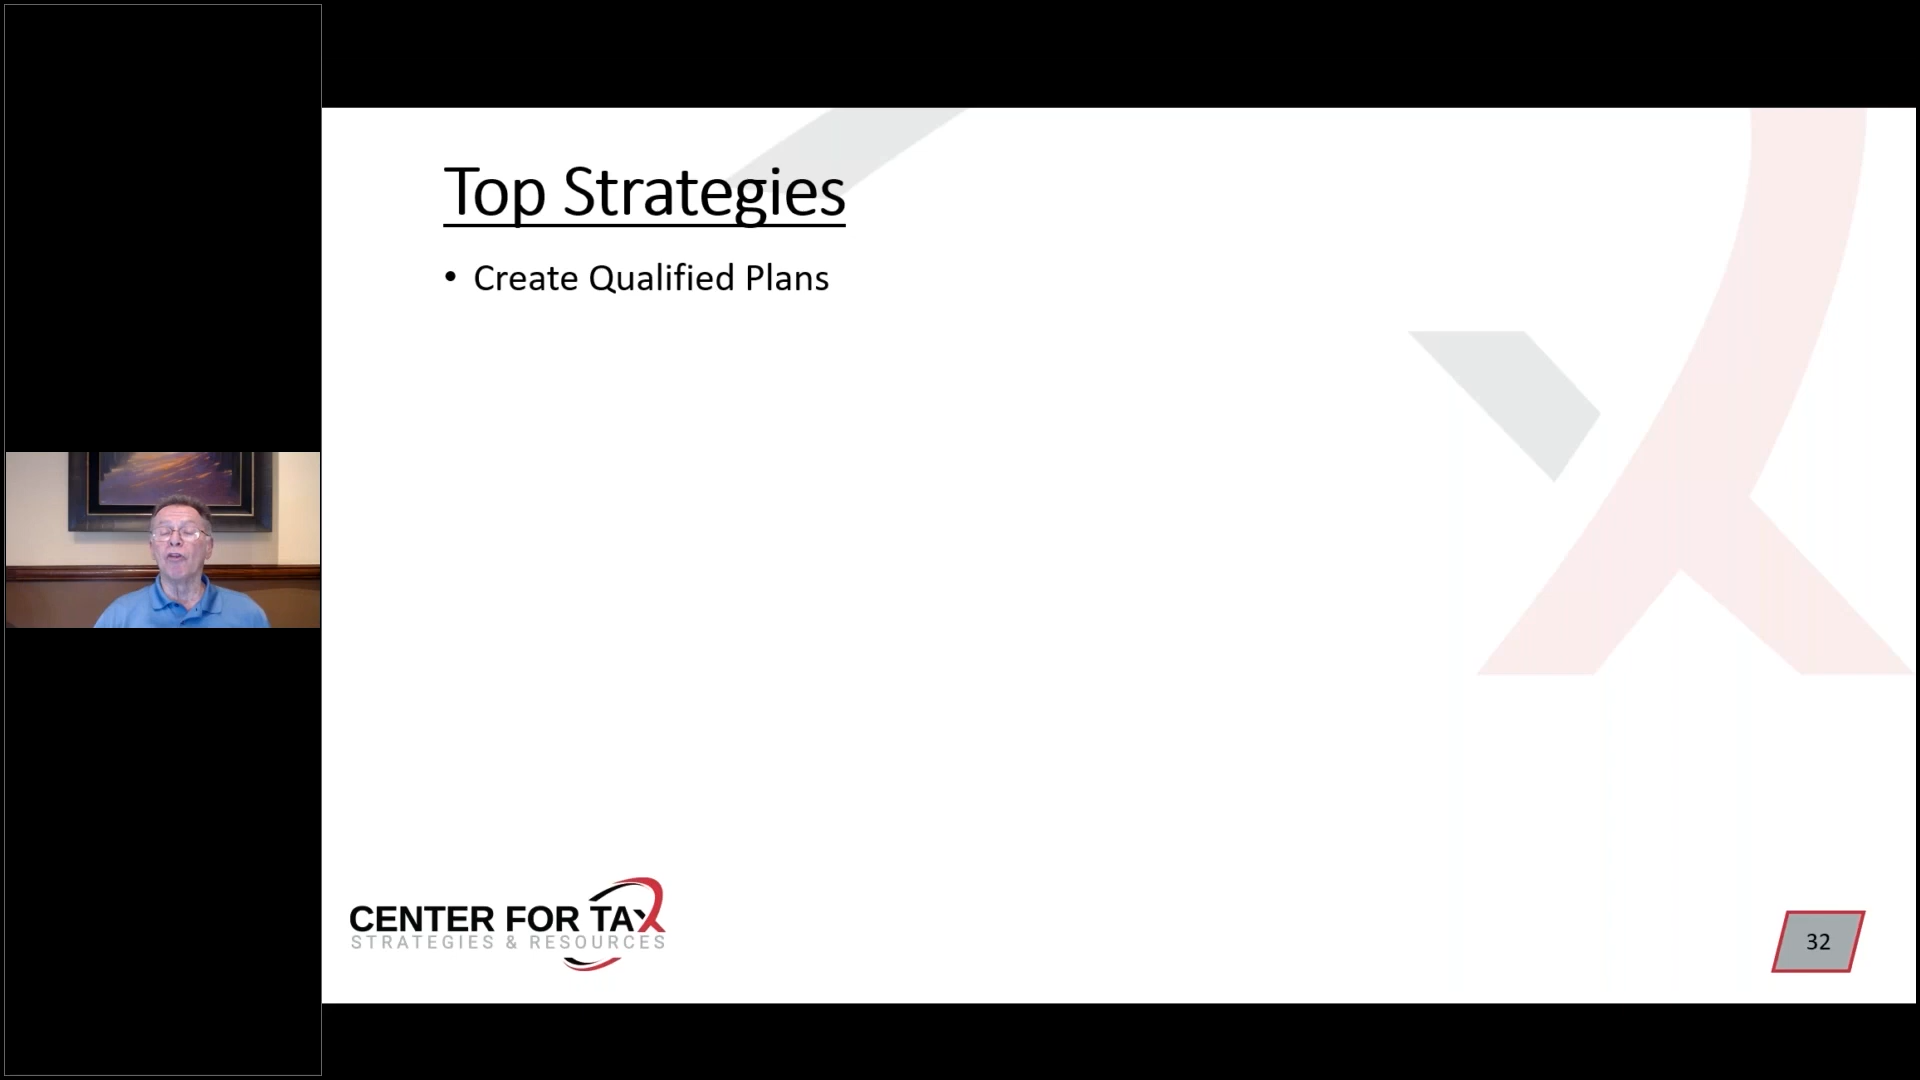 Top Strategies
• Create Qualified Plans
CENTER FOR TAX
STRATEGIES & RESOURCES
32